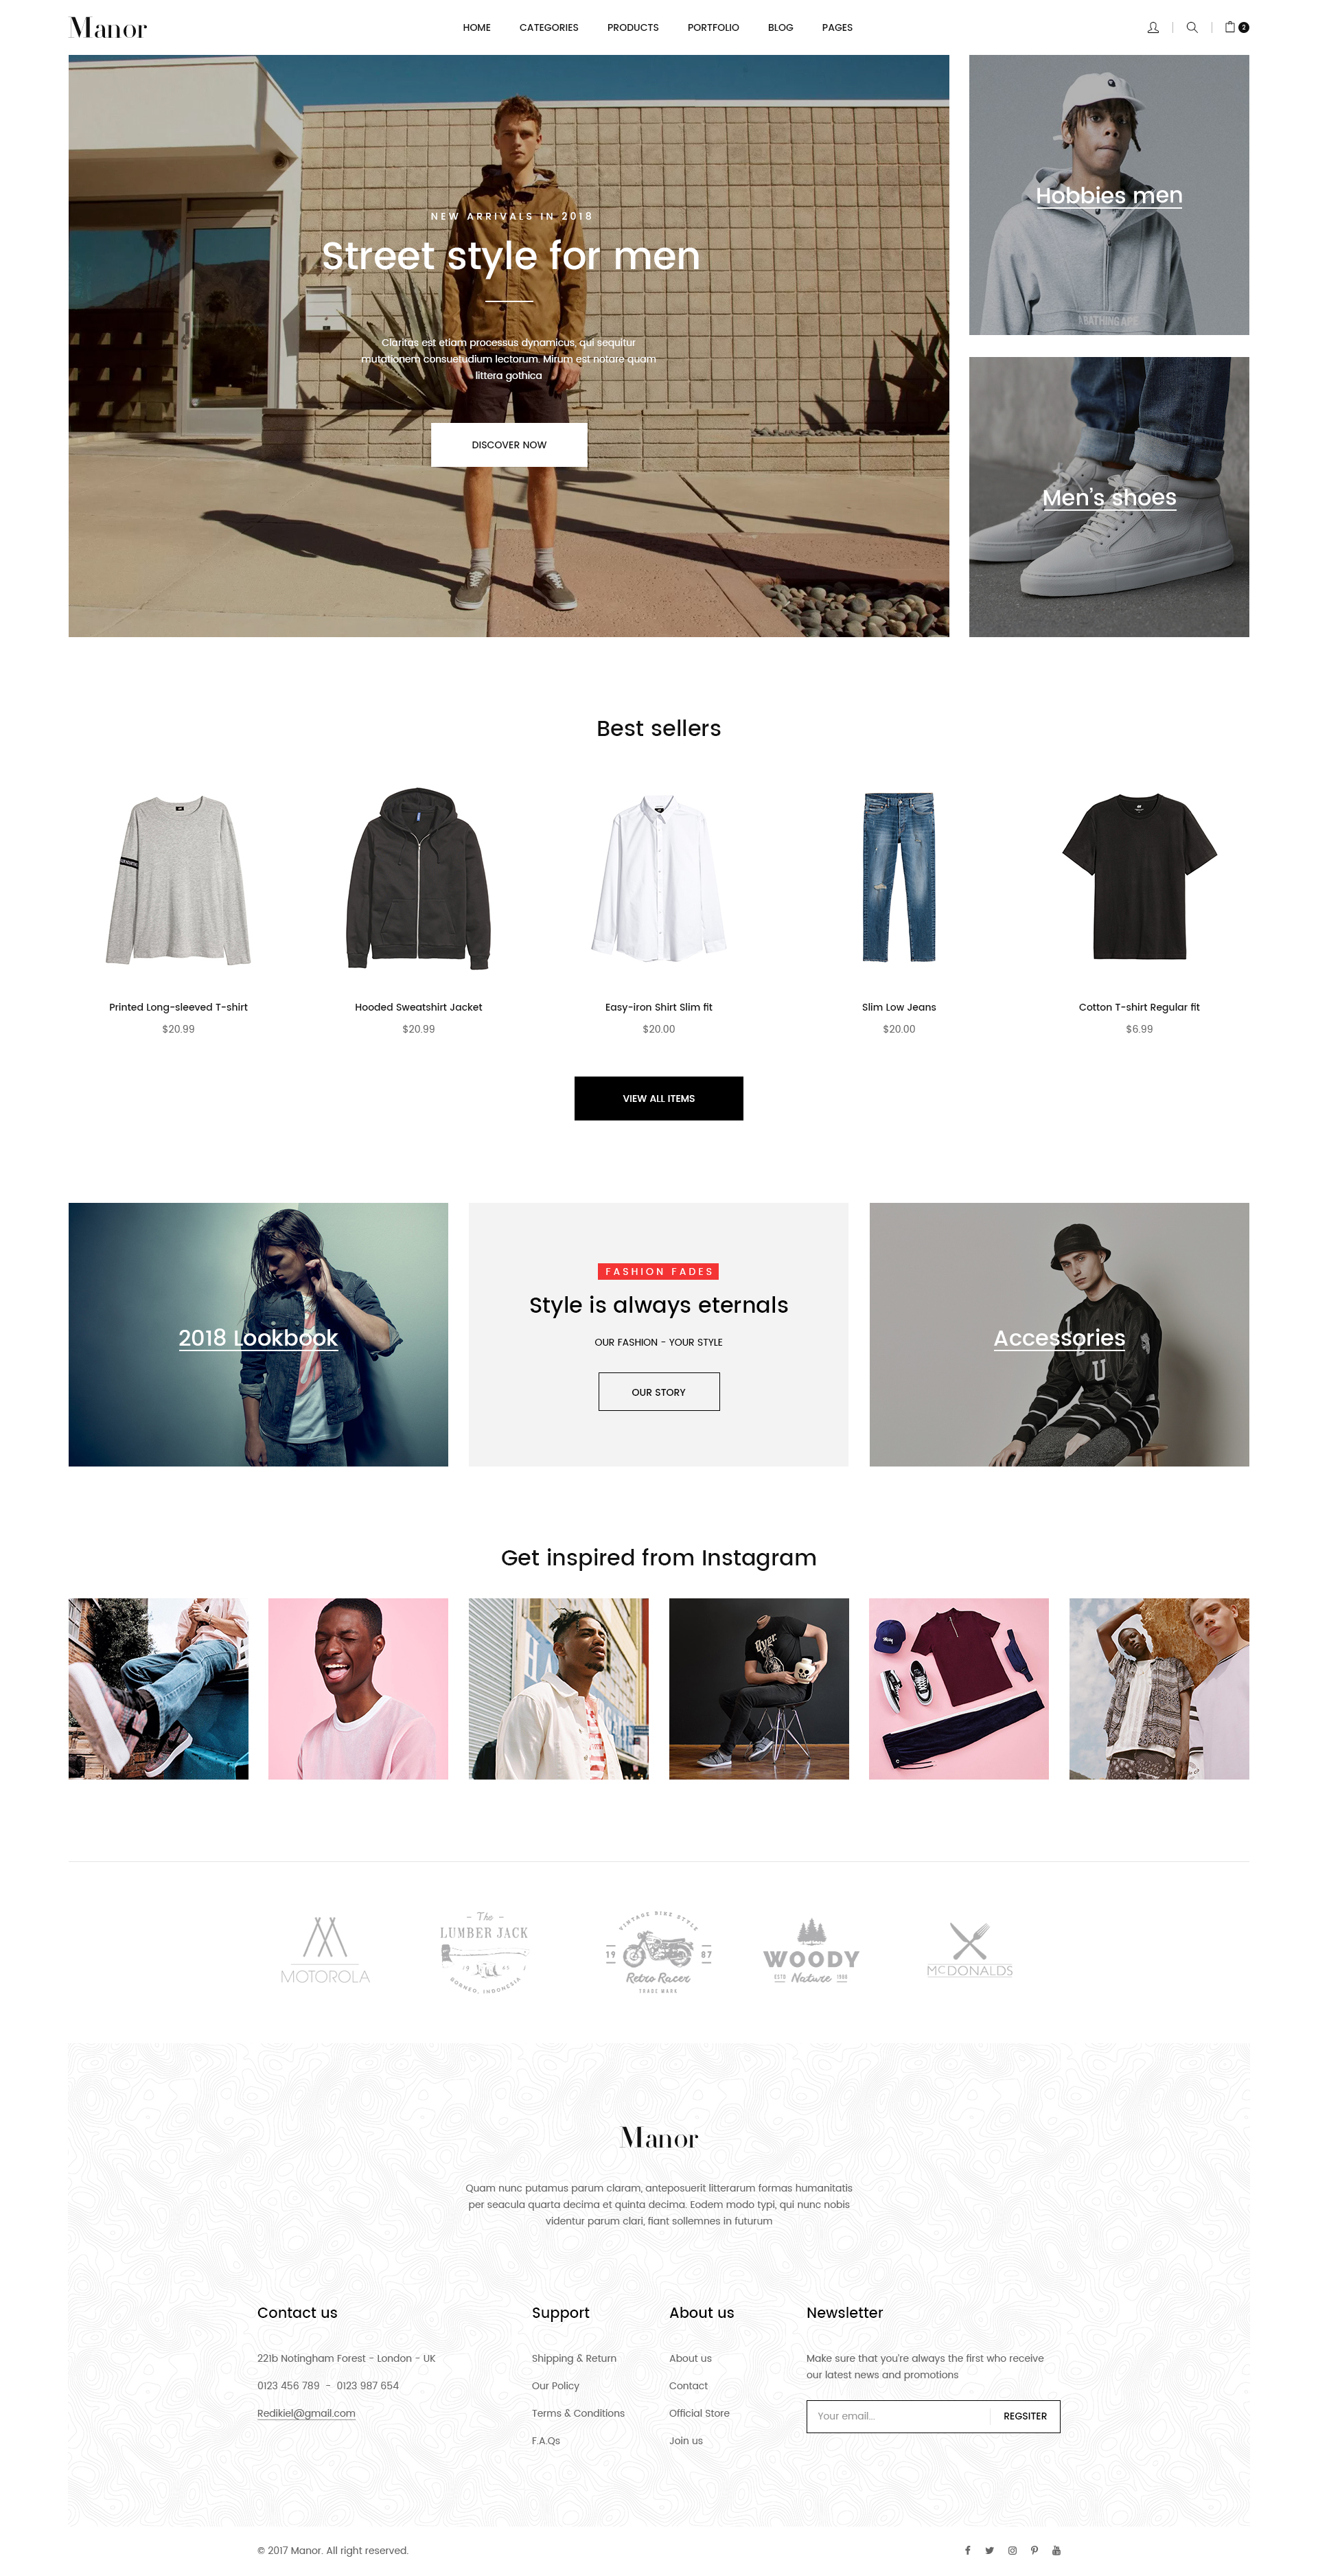 Manor
HOME CATEGORIES PRODUCTS PORTFOLIO BLOG PAGES
2
NEW ARRIVALS IN 2018
Street style for men
Claritas est etiam processus dynamicus, qui sequitur
mutationem consuetudium lectorum. Mirum est notare quam
littera gothica
DISCOVER NOW
Hobbies men
A BATHING APE
Men's shoes
Best sellers
Printed Long-sleeved T-shirt
$20.99
Hooded Sweatshirt Jacket
$20.99
Easy-iron Shirt Slim fit
$20.00
Slim Low Jeans
$20.00
Cotton T-shirt Regular fit
$6.99
VIEW ALL ITEMS
2018 Lookbook
FASHION FADES
Style is always eternals
OUR FASHION - YOUR STYLE
OUR STORY
Accessories
Get inspired from Instagram
MOTOROLA
- The -
LUMBER JACK
BORNEO, INDONESIA
VINTAGE BIKE STYLE
19 87
Retro Racer
TRADE MARK
WOODY
ESTD Nature 1988
MCDONALDS
Manor
Quam nunc putamus parum claram, anteposuerit litterarum formas humanitatis
per seacula quarta decima et quinta decima. Eodem modo typi, qui nunc nobis
videntur parum clari, fiant sollemnes in futurum
Contact us
221b Notingham Forest - London - UK
0123 456 789 - 0123 987 654
Redikiel@gmail.com
Support
Shipping & Return
Our Policy
Terms & Conditions
F.A.Qs
About us
About us
Contact
Official Store
Join us
Newsletter
Make sure that you're always the first who receive
our latest news and promotions
Your email...
REGSITER
© 2017 Manor. All right reserved.